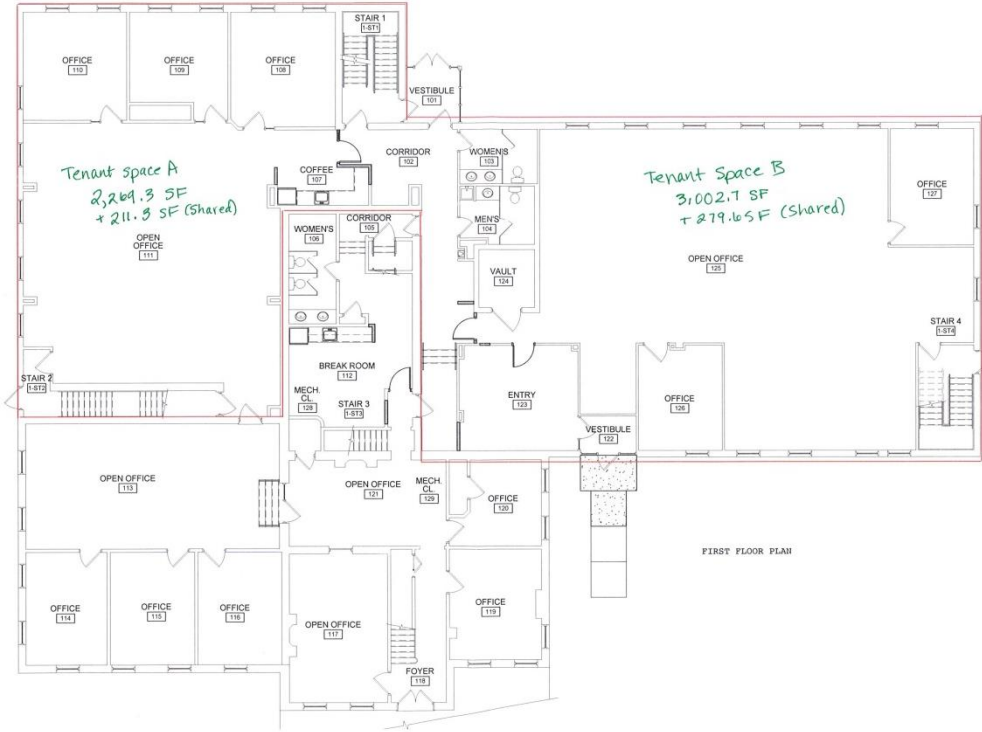 STAIR 1
1-ST1
OFFICE
110
OFFICE
109
OFFICE
108
VESTIBULE
101
CORRIDOR
102
WOMEN'S
103
COFFEE
107
Tenant space A
2,269.3 SF
+ 211.3 SF (Shared)
OPEN
OFFICE
111
Tenant Space B
3,002.7 SF
+ 279.6 SF (Shared)
OFFICE
127
MEN'S
104
CORRIDOR
105
WOMEN'S
106
OPEN OFFICE
125
VAULT
124
STAIR 4
1-ST4
BREAK ROOM
112
STAIR 2
1-ST2
MECH.
CL.
128
STAIR 3
1-ST3
ENTRY
123
OFFICE
126
VESTIBULE
122
OPEN OFFICE
113
OPEN OFFICE
121
MECH.
CL.
129
OFFICE
120
FIRST FLOOR PLAN
OFFICE
114
OFFICE
115
OFFICE
116
OPEN OFFICE
117
OFFICE
119
FOYER
118